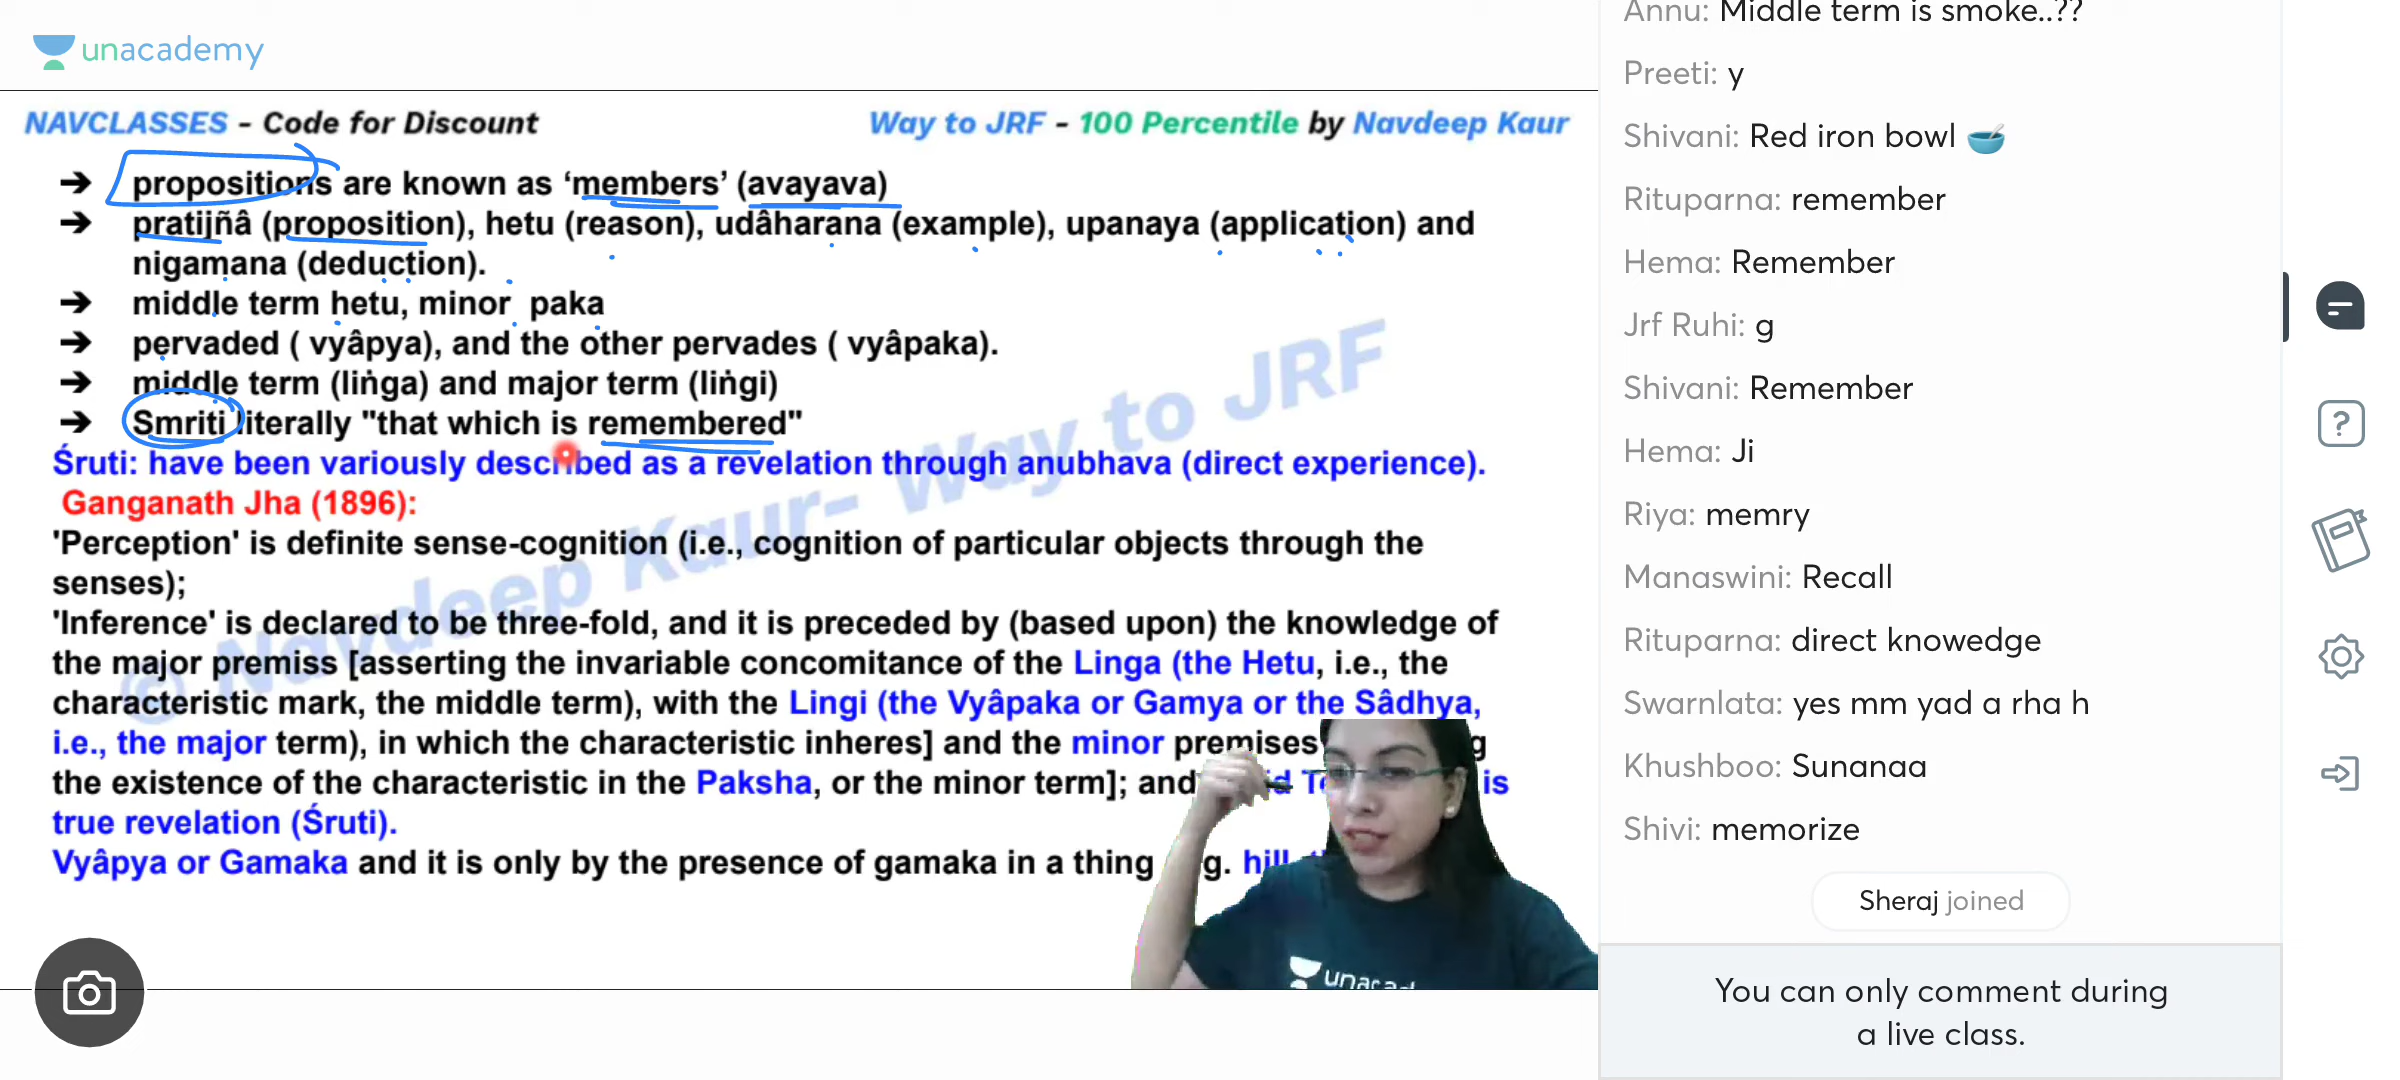 unacademy
NAVCLASSES - Code for Discount
Way to JRF - 100 Percentile by Navdeep Kaur
➔ propositions are known as ‘members’ (avayava)
➔ pratijñâ (proposition), hetu (reason), udâharana (example), upanaya (application) and
nigamana (deduction).
➔ middle term hetu, minor paka
➔ pervaded ( vyâpya), and the other pervades ( vyâpaka).
➔ middle term (liṅga) and major term (liṅgi)
➔ Smriti literally "that which is remembered"
Śruti: have been variously described as a revelation through anubhava (direct experience).
Ganganath Jha (1896):
'Perception' is definite sense-cognition (i.e., cognition of particular objects through the
senses);
'Inference' is declared to be three-fold, and it is preceded by (based upon) the knowledge of
the major premiss [asserting the invariable concomitance of the Linga (the Hetu, i.e., the
characteristic mark, the middle term), with the Lingi (the Vyâpaka or Gamya or the Sâdhya,
i.e., the major term), in which the characteristic inheres] and the minor premises
the existence of the characteristic in the Paksha, or the minor term]; and is
true revelation (Śruti).
Vyâpya or Gamaka and it is only by the presence of gamaka in a thing g. hill
© Navdeep Kaur- Way to JRF
Annu: Middle term is smoke..??
Preeti: y
Shivani: Red iron bowl 🥣
Rituparna: remember
Hema: Remember
Jrf Ruhi: g
Shivani: Remember
Hema: Ji
Riya: memry
Manaswini: Recall
Rituparna: direct knowedge
Swarnlata: yes mm yad a rha h
Khushboo: Sunanaa
Shivi: memorize
Sheraj joined
You can only comment during
a live class.